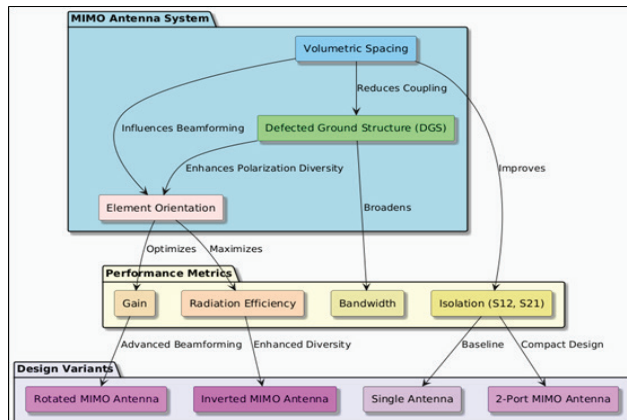 MIMO Antenna System
Volumetric Spacing
Reduces Coupling
Influences Beamforming
Defected Ground Structure (DGS)
Enhances Polarization Diversity
Improves
Element Orientation
Broadens
Optimizes
Maximizes
Performance Metrics
Gain
Radiation Efficiency
Bandwidth
Isolation (S12, S21)
Advanced Beamforming
Enhanced Diversity
Baseline
Compact Design
Design Variants
Rotated MIMO Antenna
Inverted MIMO Antenna
Single Antenna
2-Port MIMO Antenna